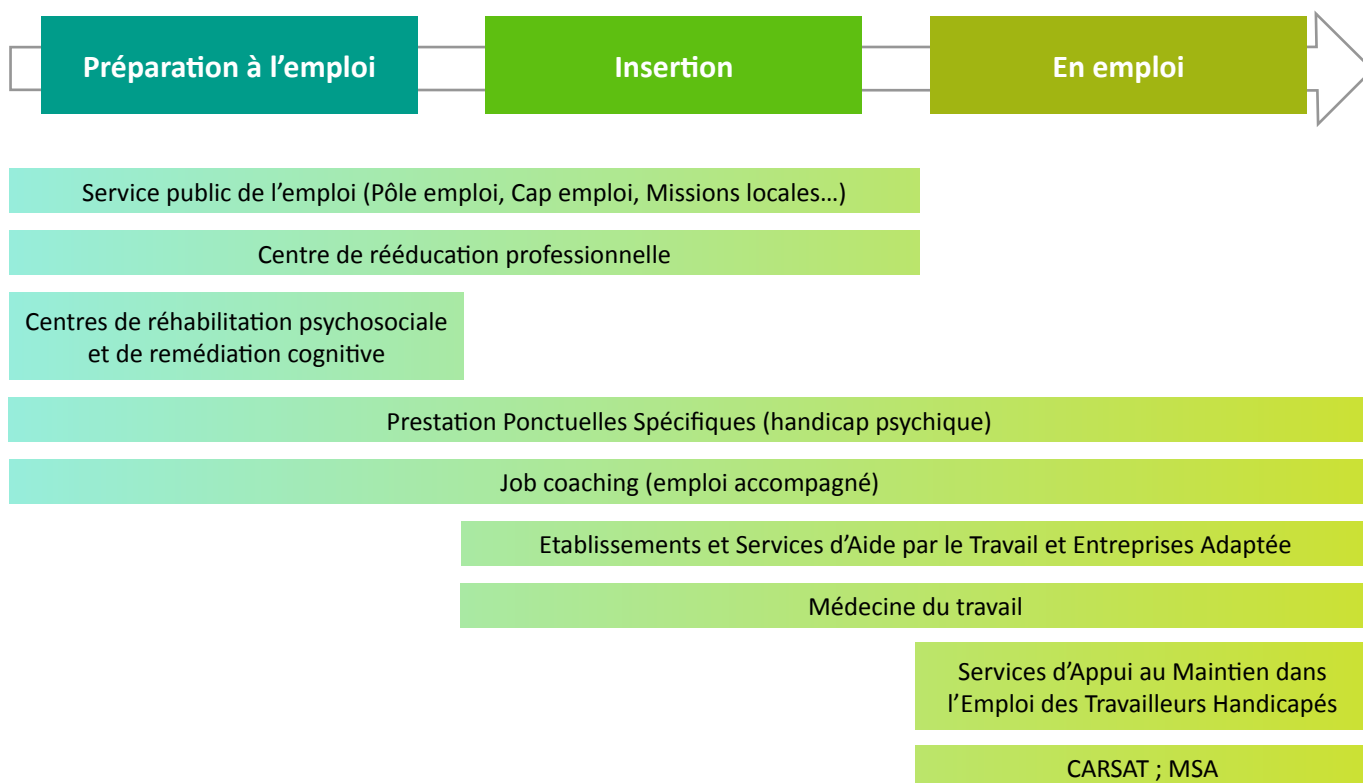 Préparation à l’emploi
Insertion
En emploi
Service public de l’emploi (Pôle emploi, Cap emploi, Missions locales…)
Centre de rééducation professionnelle
Centres de réhabilitation psychosociale
et de remédiation cognitive
Prestation Ponctuelles Spécifiques (handicap psychique)
Job coaching (emploi accompagné)
Etablissements et Services d’Aide par le Travail et Entreprises Adaptée
Médecine du travail
Services d’Appui au Maintien dans
l’Emploi des Travailleurs Handicapés
CARSAT ; MSA